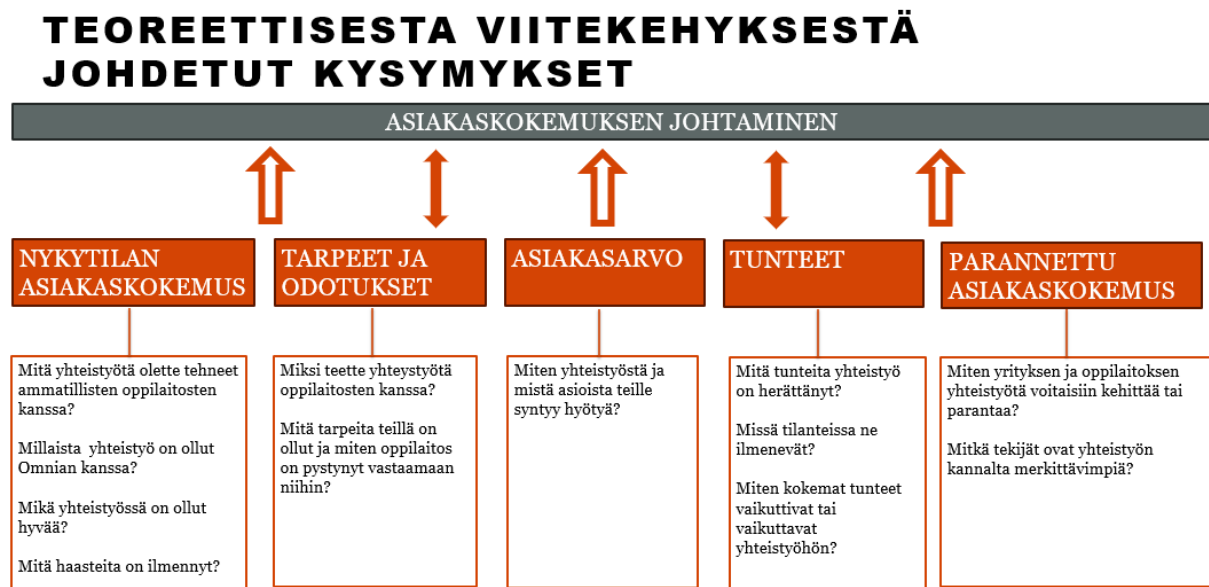 TEOREETTISESTA VIITEKEHYKSESTÄ
JOHDETUT KYSYMYKSET
ASIAKASKOKEMUKSEN JOHTAMINEN
NYKYTILAN
ASIAKASKOKEMUS
TARPEET JA
ODOTUKSET
ASIAKASARVO
TUNTEET
PARANNETTU
ASIAKASKOKEMUS
Mitä yhteistyötä olette tehneet
ammatillisten oppilaitosten
kanssa?
Millaista yhteistyö on ollut
Omnian kanssa?
Mikä yhteistyössä on ollut
hyvää?
Mitä haasteita on ilmennyt?
Miksi teette yhteystyötä
oppilaitosten kanssa?
Mitä tarpeita teillä on
ollut ja miten oppilaitos
on pystynyt vastaamaan
niihin?
Miten yhteistyöstä ja
mistä asioista teille
syntyy hyötyä?
Mitä tunteita yhteistyö
on herättänyt?
Missä tilanteissa ne
ilmenevät?
Miten kokemat tunteet
vaikuttivat tai
vaikuttavat
yhteistyöhön?
Miten yrityksen ja oppilaitoksen
yhteistyötä voitaisiin kehittää tai
parantaa?
Mitkä tekijät ovat yhteistyön
kannalta merkittävimpiä?